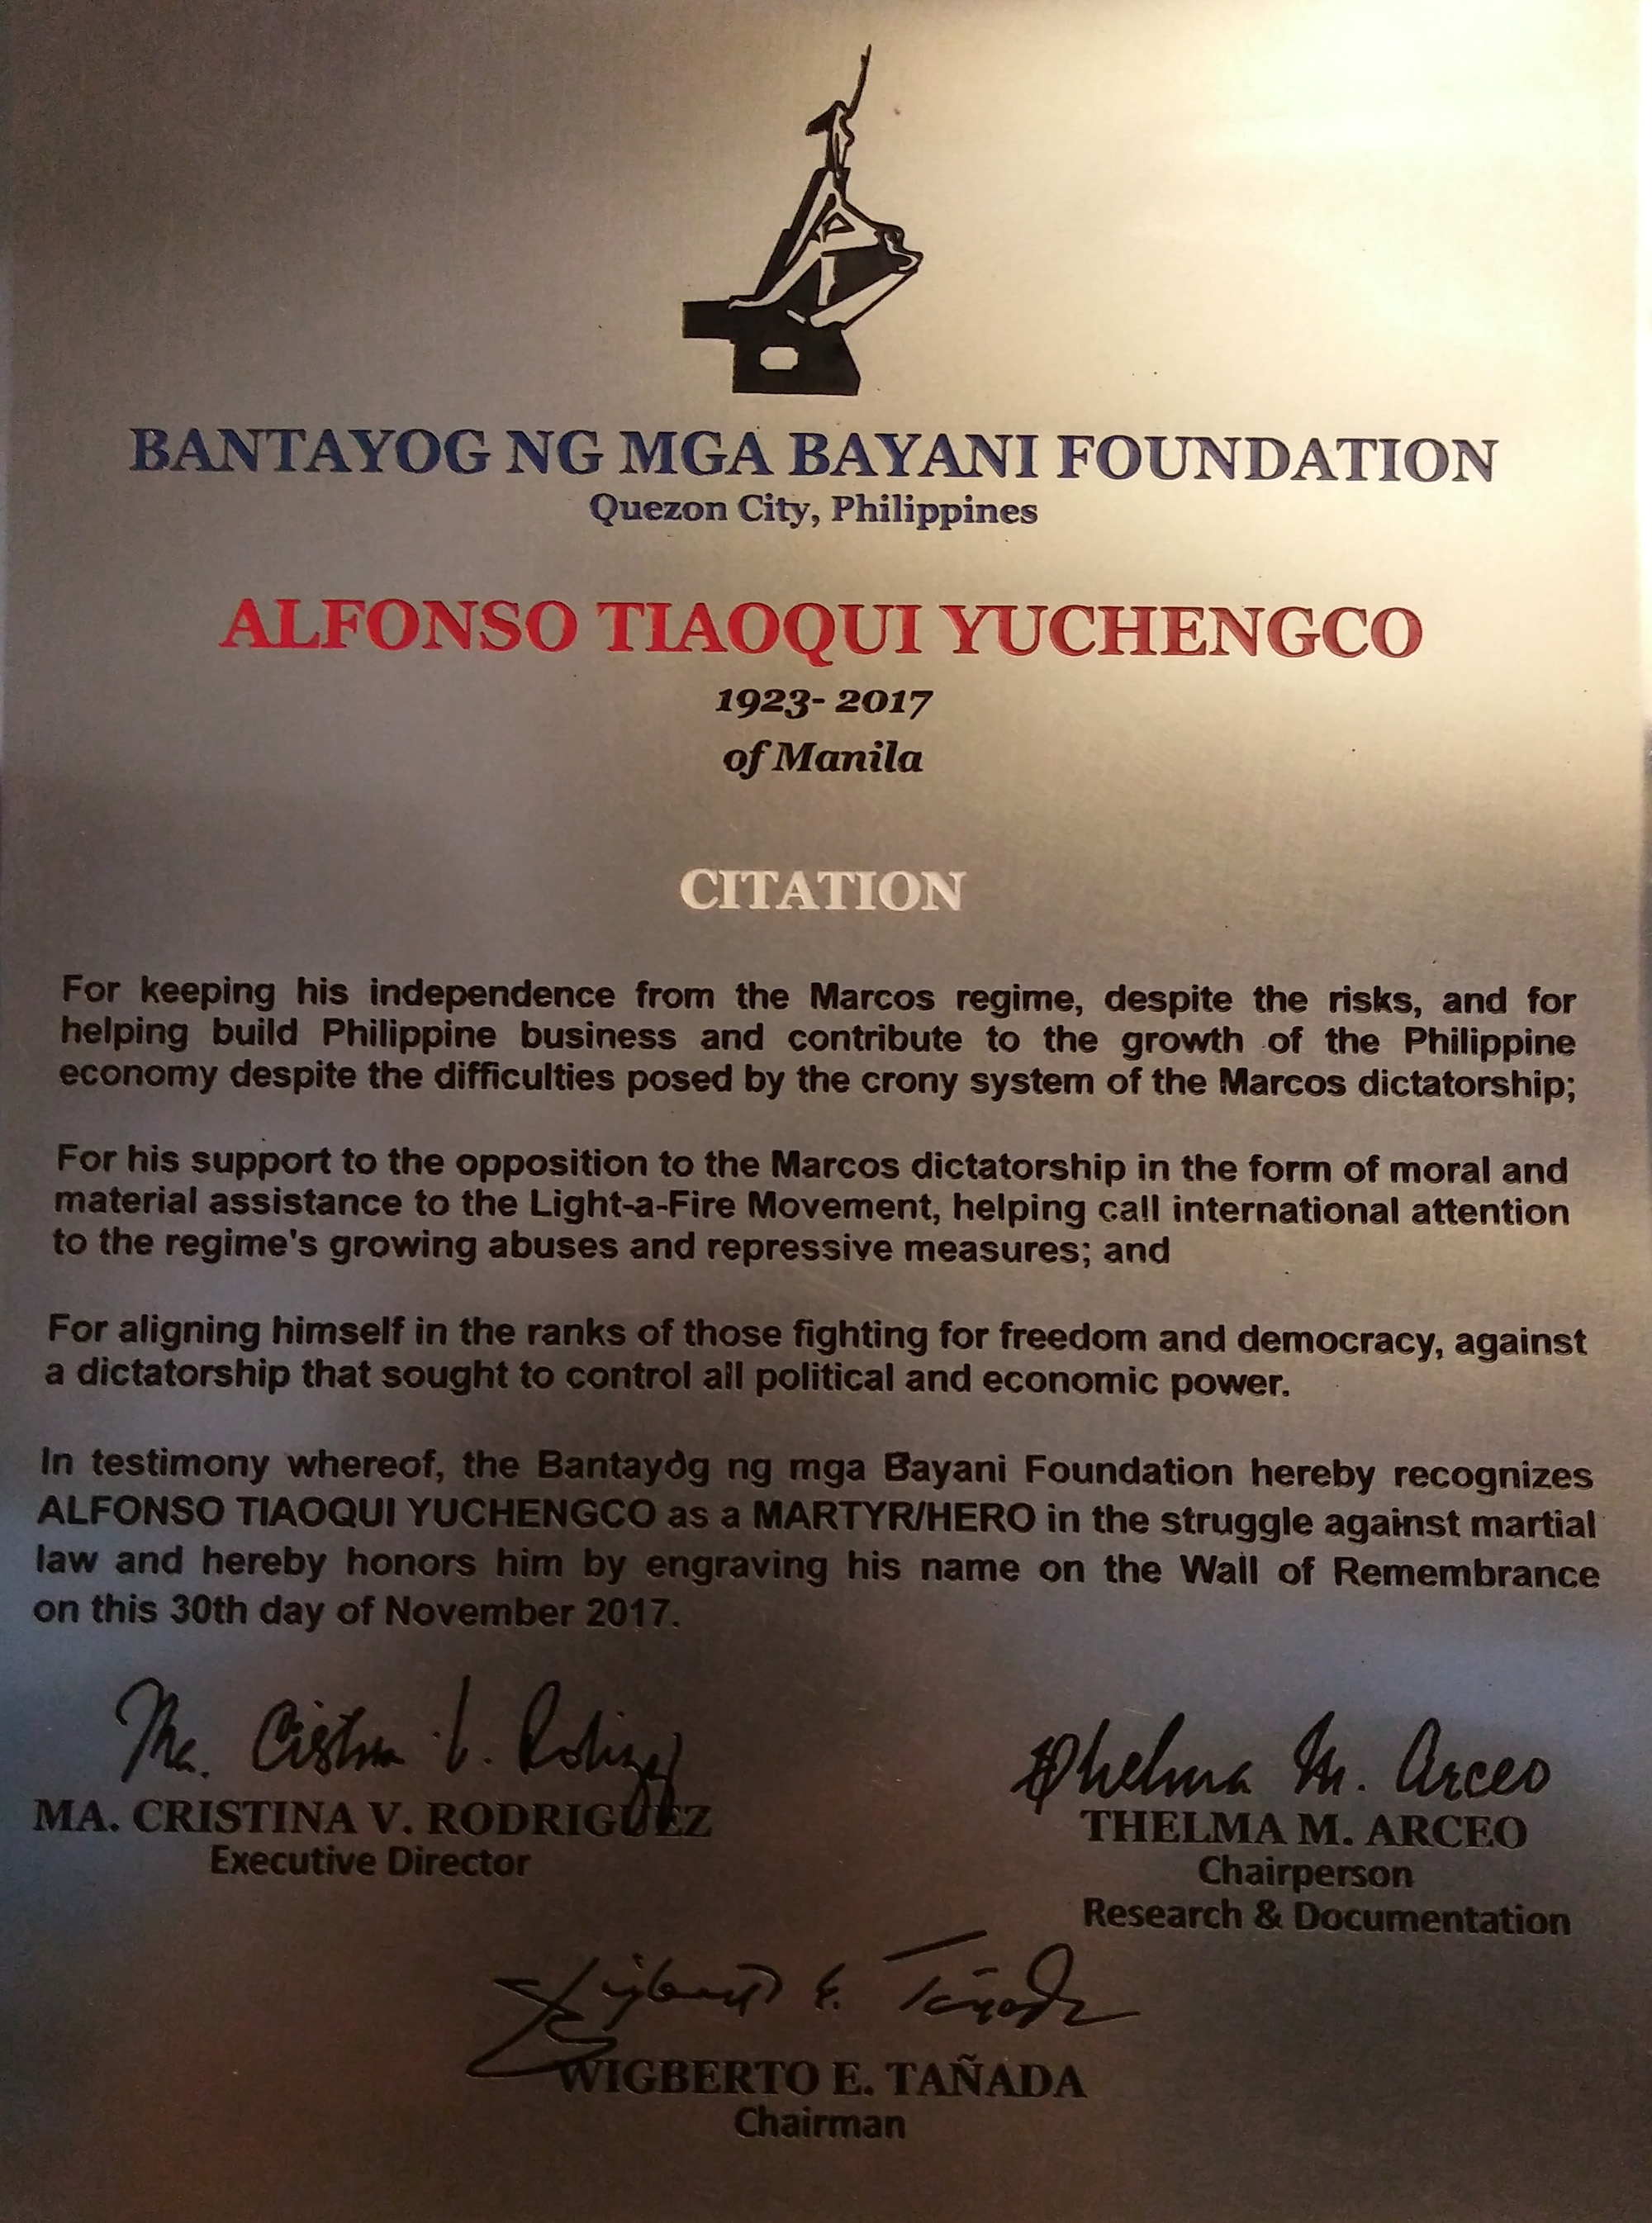 BANTAYOG NG MGA BAYANI FOUNDATION
Quezon City, Philippines
ALFONSO TIAOQUI YUCHENGCO
1923- 2017
of Manila
CITATION
For keeping his independence from the Marcos regime, despite the risks, and for
helping build Philippine business and contribute to the growth of the Philippine
economy despite the difficulties posed by the crony system of the Marcos dictatorship;
For his support to the opposition to the Marcos dictatorship in the form of moral and
material assistance to the Light-a-Fire Movement, helping call international attention
to the regime's growing abuses and repressive measures; and
For aligning himself in the ranks of those fighting for freedom and democracy, against
a dictatorship that sought to control all political and economic power.
In testimony whereof, the Bantayog ng mga Bayani Foundation hereby recognizes
ALFONSO TIAOQUI YUCHENGCO as a MARTYR/HERO in the struggle against martial
law and hereby honors him by engraving his name on the Wall of Remembrance
on this 30th day of November 2017.
Ma. Cristina V. Rodriguez
MA. CRISTINA V. RODRIGUEZ
Executive Director
Thelma M. Arceo
THELMA M. ARCEO
Chairperson
Research & Documentation
Wigberto E. Tañada
WIGBERTO E. TAÑADA
Chairman